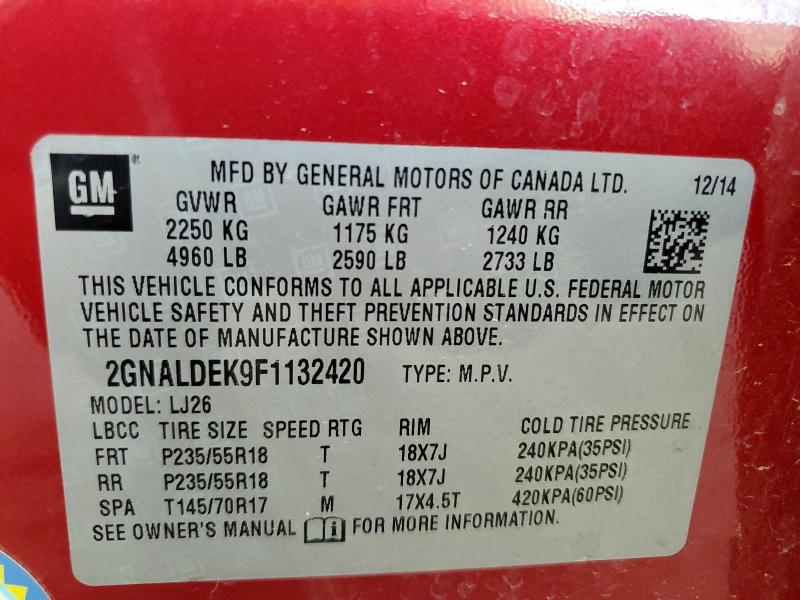 GM
MFD BY GENERAL MOTORS OF CANADA LTD. 12/14
GVWR GAWR FRT GAWR RR
2250 KG 1175 KG 1240 KG
4960 LB 2590 LB 2733 LB
THIS VEHICLE CONFORMS TO ALL APPLICABLE U.S. FEDERAL MOTOR
VEHICLE SAFETY AND THEFT PREVENTION STANDARDS IN EFFECT ON
THE DATE OF MANUFACTURE SHOWN ABOVE.
2GNALDEK9F1132420 TYPE: M.P.V.
MODEL: LJ26
LBCC TIRE SIZE SPEED RTG RIM COLD TIRE PRESSURE
FRT P235/55R18 T 18X7J 240KPA(35PSI)
RR P235/55R18 T 18X7J 240KPA(35PSI)
SPA T145/70R17 M 17X4.5T 420KPA(60PSI)
SEE OWNER'S MANUAL i FOR MORE INFORMATION.